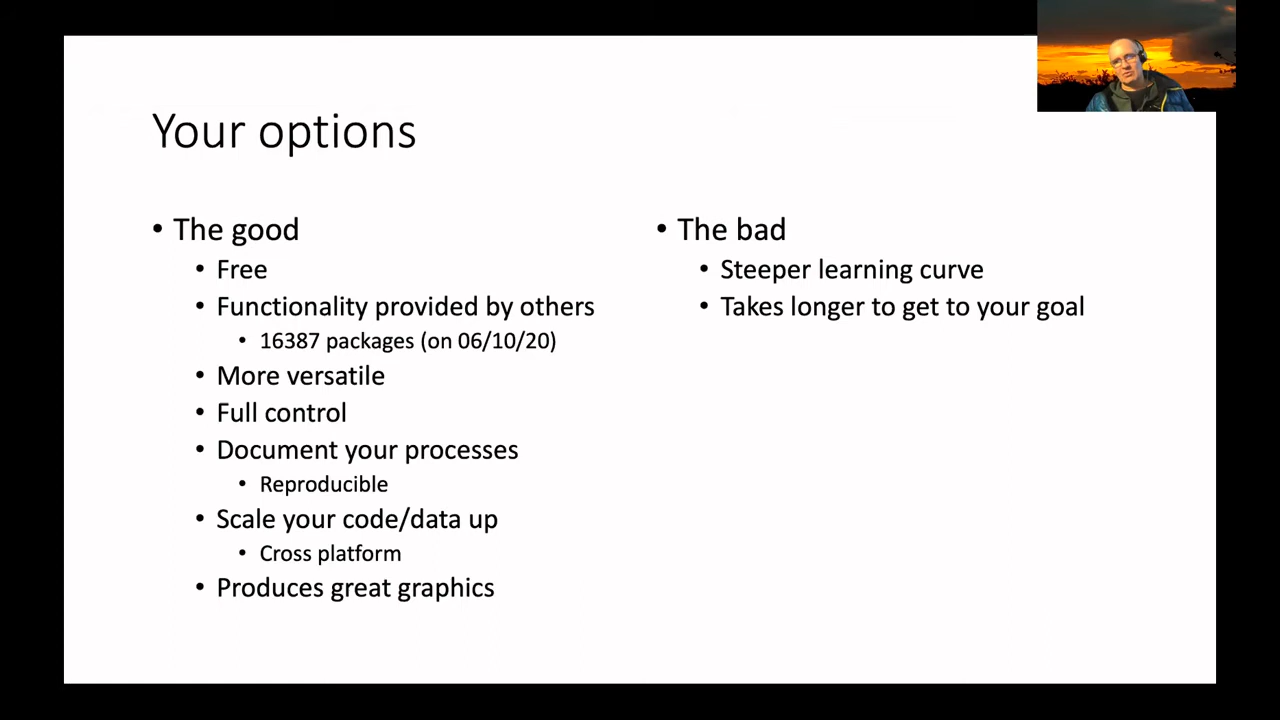 Your options
• The good
• Free
• Functionality provided by others
• 16387 packages (on 06/10/20)
• More versatile
• Full control
• Document your processes
• Reproducible
• Scale your code/data up
• Cross platform
• Produces great graphics
• The bad
• Steeper learning curve
• Takes longer to get to your goal